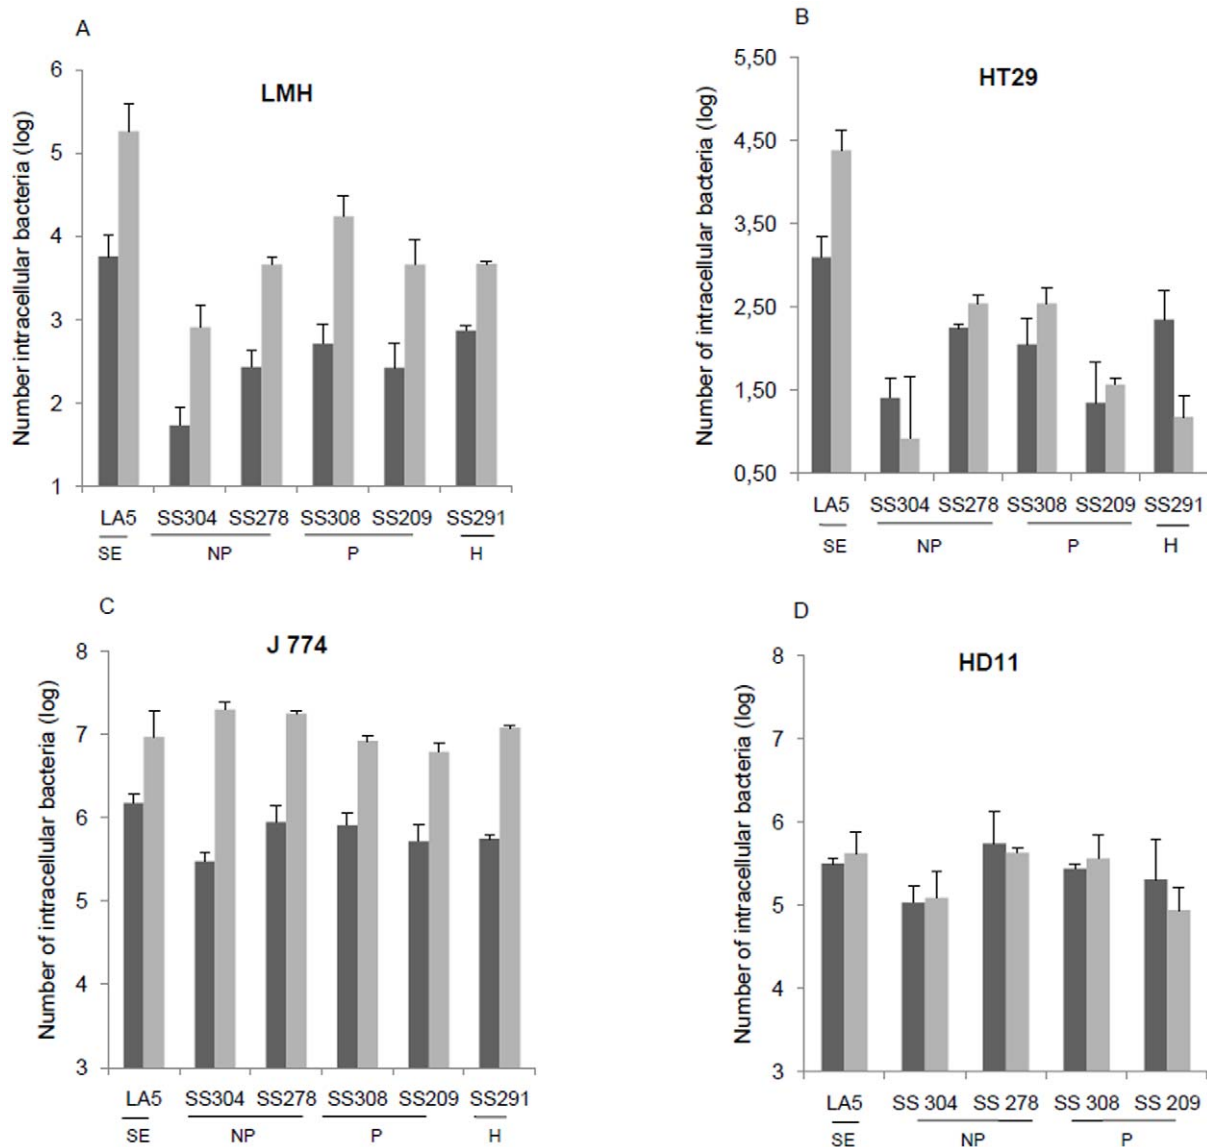 A
LMH
Number intracellular bacteria (log)
6
5
4
3
2
1
LA5 SS304 SS278 SS308 SS209 SS291
SE NP P H
B
HT29
Number of intracellular bacteria (log)
5,50
4,50
3,50
2,50
1,50
0,50
LA5 SS304 SS278 SS308 SS209 SS291
SE NP P H
C
J 774
Number of intracellular bacteria (log)
8
7
6
5
4
3
LA5 SS304 SS278 SS308 SS209 SS291
SE NP P H
D
HD11
Number of intracellular bacteria (log)
8
7
6
5
4
3
LA5 SS 304 SS 278 SS 308 SS 209
SE NP P